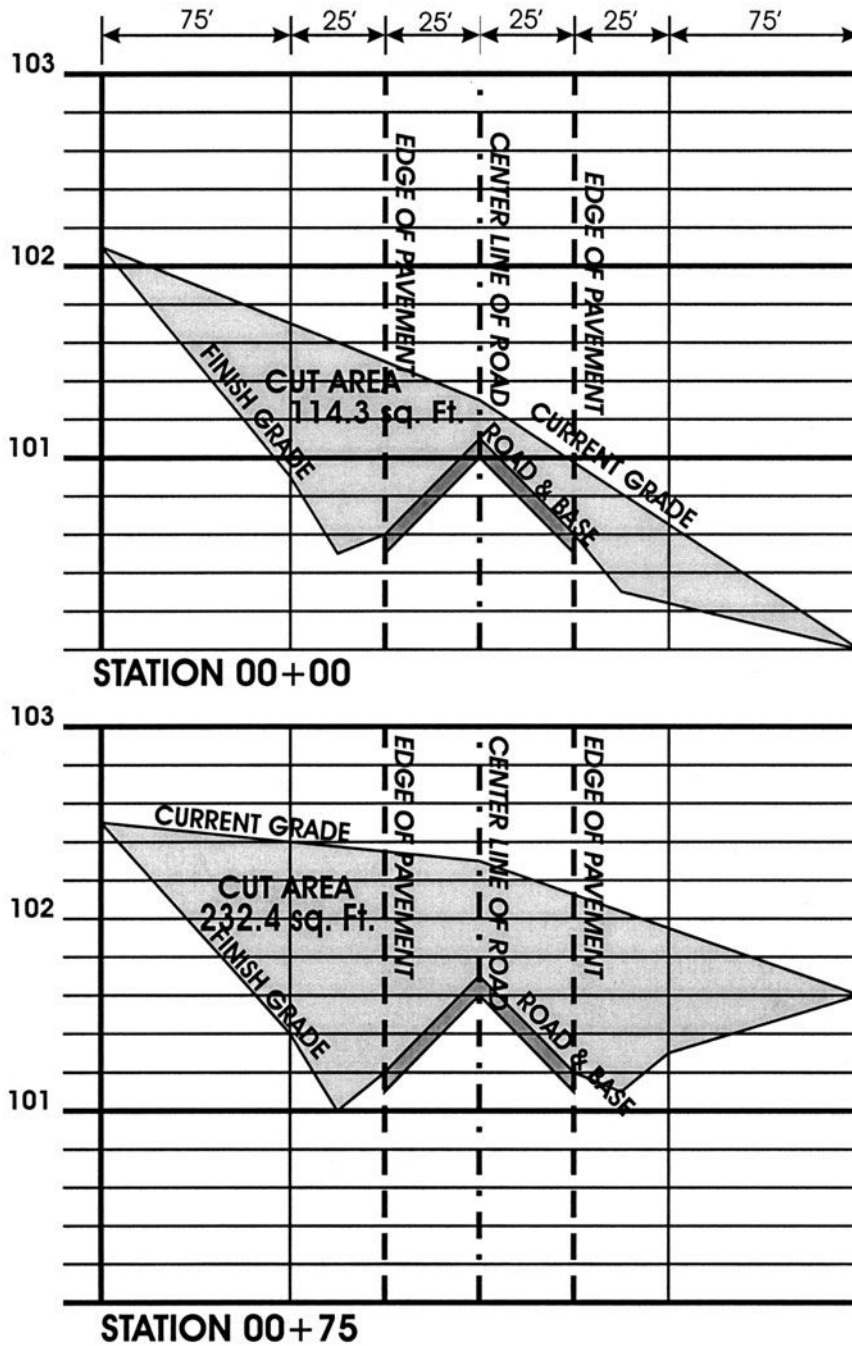 75' 25' 25' 25' 25' 75'
103
EDGE OF PAVEMENT
CENTER LINE OF ROAD
EDGE OF PAVEMENT
102
FINISH GRADE
CUT AREA
114.3 sq. Ft.
CURRENT GRADE
101
ROAD & BASE
STATION 00+00
103
EDGE OF PAVEMENT
CENTER LINE OF ROAD
EDGE OF PAVEMENT
CURRENT GRADE
CUT AREA
102
232.4 sq. Ft.
FINISH GRADE
ROAD & BASE
101
STATION 00+75